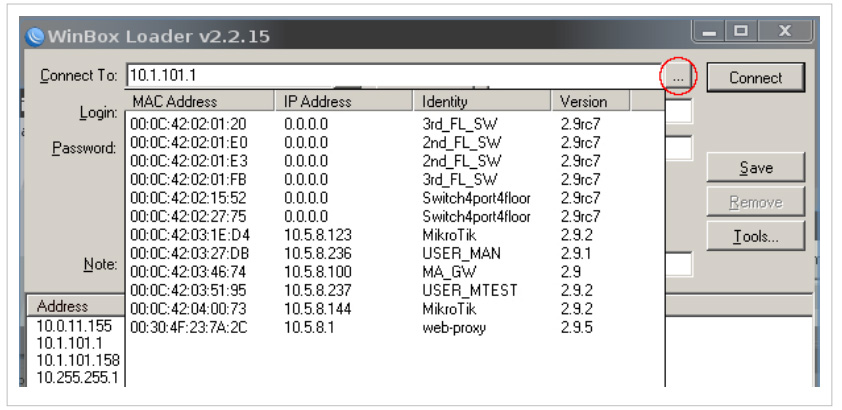 WinBox Loader v2.2.15
Connect To: 10.1.101.1 ... Connect
MAC Address IP Address Identity Version
Login:
00:0C:42:02:01:20 0.0.0.0 3rd_FL_SW 2.9rc7
00:0C:42:02:01:E0 0.0.0.0 2nd_FL_SW 2.9rc7
Password:
00:0C:42:02:01:E3 0.0.0.0 2nd_FL_SW 2.9rc7
00:0C:42:02:01:FB 0.0.0.0 3rd_FL_SW 2.9rc7
Save
00:0C:42:02:15:52 0.0.0.0 Switch4port4floor 2.9rc7
Remove
00:0C:42:02:27:75 0.0.0.0 Switch4port4floor 2.9rc7
00:0C:42:03:1E:D4 10.5.8.123 MikroTik 2.9.2
Tools...
00:0C:42:03:27:DB 10.5.8.236 USER_MAN 2.9.1
Note:
00:0C:42:03:46:74 10.5.8.100 MA_GW 2.9
00:0C:42:03:51:95 10.5.8.237 USER_MTEST 2.9.2
Address
00:0C:42:04:00:73 10.5.8.144 MikroTik 2.9.2
10.0.11.155
00:30:4F:23:7A:2C 10.5.8.1 web-proxy 2.9.5
10.1.101.1
10.1.101.158
10.255.255.1